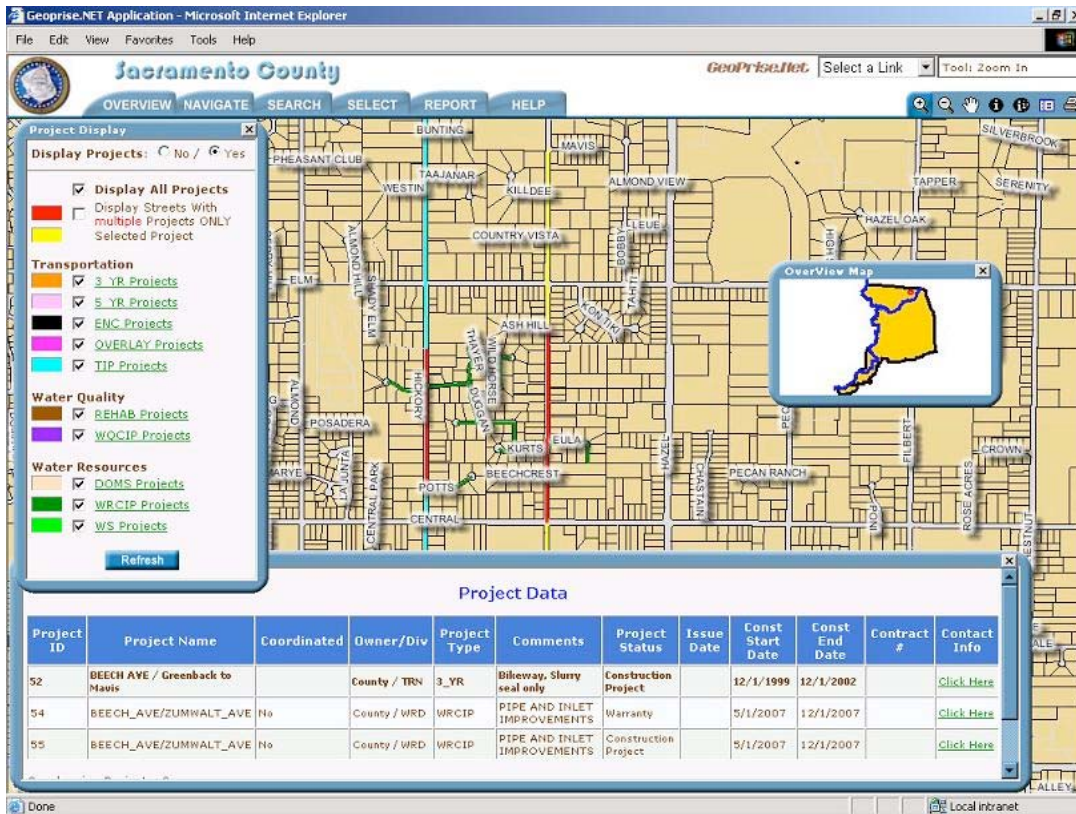 Geoprise.NET Application - Microsoft Internet Explorer
File Edit View Favorites Tools Help
Sacramento County
GeoPrise.Net Select a Link Tool: Zoom In
OVERVIEW NAVIGATE SEARCH SELECT REPORT HELP
Project Display
Display Projects: No / Yes
Display All Projects
Display Streets With
multiple Projects ONLY
Selected Project
Transportation
3_YR Projects
5_YR Projects
ENC Projects
OVERLAY Projects
TIP Projects
Water Quality
REHAB Projects
WQCIP Projects
Water Resources
DOMS Projects
WRCIP Projects
WS Projects
Refresh
BUNTING
MAVIS
SILVERBROOK
PHEASANT CLUB
TAAJANAR
WESTIN
KILLDEE
ALMOND VIEW
TAPPER
SERENITY
HAZEL OAK
LEUE
BOBBY
COUNTRY VISTA
ALMOND HILL
HIGH
ELM
SHADY ELM
TAHITI
KONTIKI
OverView Map
ASH HILL
THAYER
WILD HORSE
HICKORY
DUGGAN
ALMOND
POSADERA
KURTS
EULA
HAZEL
FILBERT
CROWN
LA JUNTA
BEECHCREST
PECAN RANCH
CENTRAL PARK
POTTS
CHASTAIN
PONI
ROSE ACRES
CENTRAL
Project Data
Project ID Project Name Coordinated Owner/Div Project Type Comments Project Status Issue Date Const Start Date Const End Date Contract # Contact Info
52 BEECH AVE / Greenback to Mavis County / TRN 3_YR Bikeway, Slurry seal only Construction Project 12/1/1999 12/1/2002 Click Here
54 BEECH_AVE/ZUMWALT_AVE No County / WRD WRCIP PIPE AND INLET IMPROVEMENTS Warranty 5/1/2007 12/1/2007 Click Here
55 BEECH_AVE/ZUMWALT_AVE No County / WRD WRCIP PIPE AND INLET IMPROVEMENTS Construction Project 5/1/2007 12/1/2007 Click Here
ALLEY
Done Local intranet